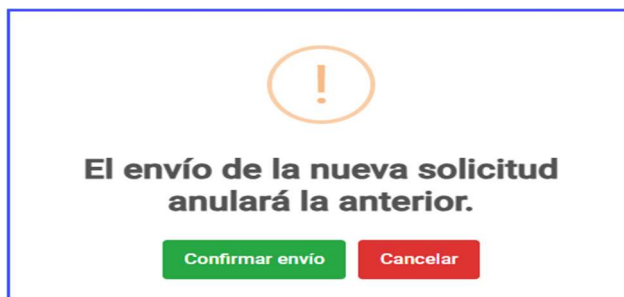 !
El envío de la nueva solicitud
anulará la anterior.
Confirmar envío Cancelar